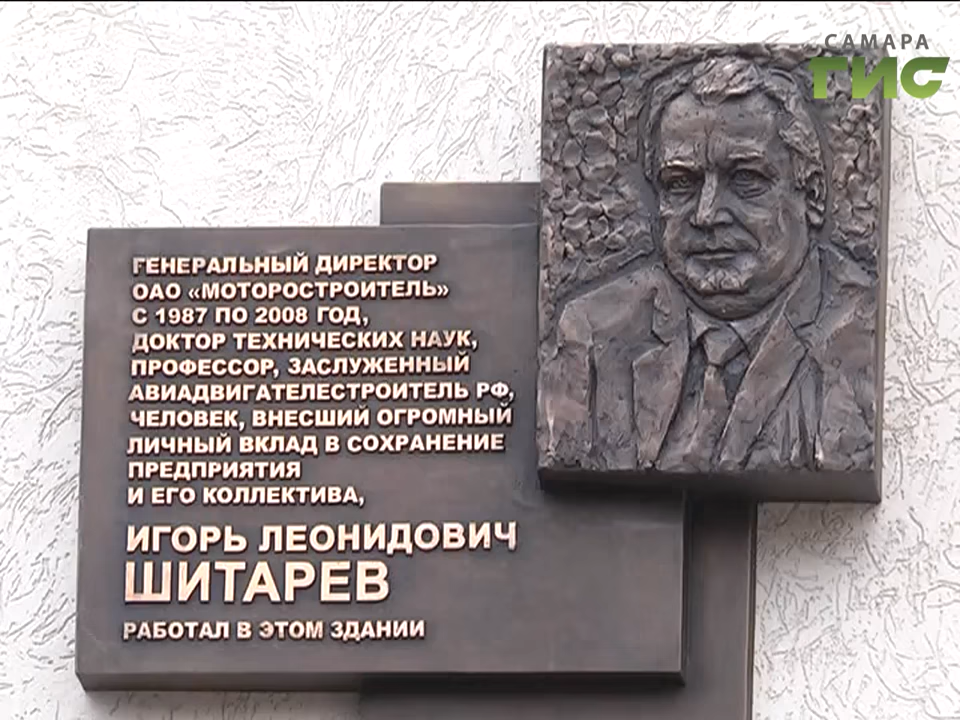 САМАРА
ГИС
ГЕНЕРАЛЬНЫЙ ДИРЕКТОР
ОАО «МОТОРОСТРОИТЕЛЬ»
С 1987 ПО 2008 ГОД,
ДОКТОР ТЕХНИЧЕСКИХ НАУК,
ПРОФЕССОР, ЗАСЛУЖЕННЫЙ
АВИАДВИГАТЕЛЕСТРОИТЕЛЬ РФ,
ЧЕЛОВЕК, ВНЕСШИЙ ОГРОМНЫЙ
ЛИЧНЫЙ ВКЛАД В СОХРАНЕНИЕ
ПРЕДПРИЯТИЯ
И ЕГО КОЛЛЕКТИВА,
ИГОРЬ ЛЕОНИДОВИЧ
ШИТАРЕВ
РАБОТАЛ В ЭТОМ ЗДАНИИ